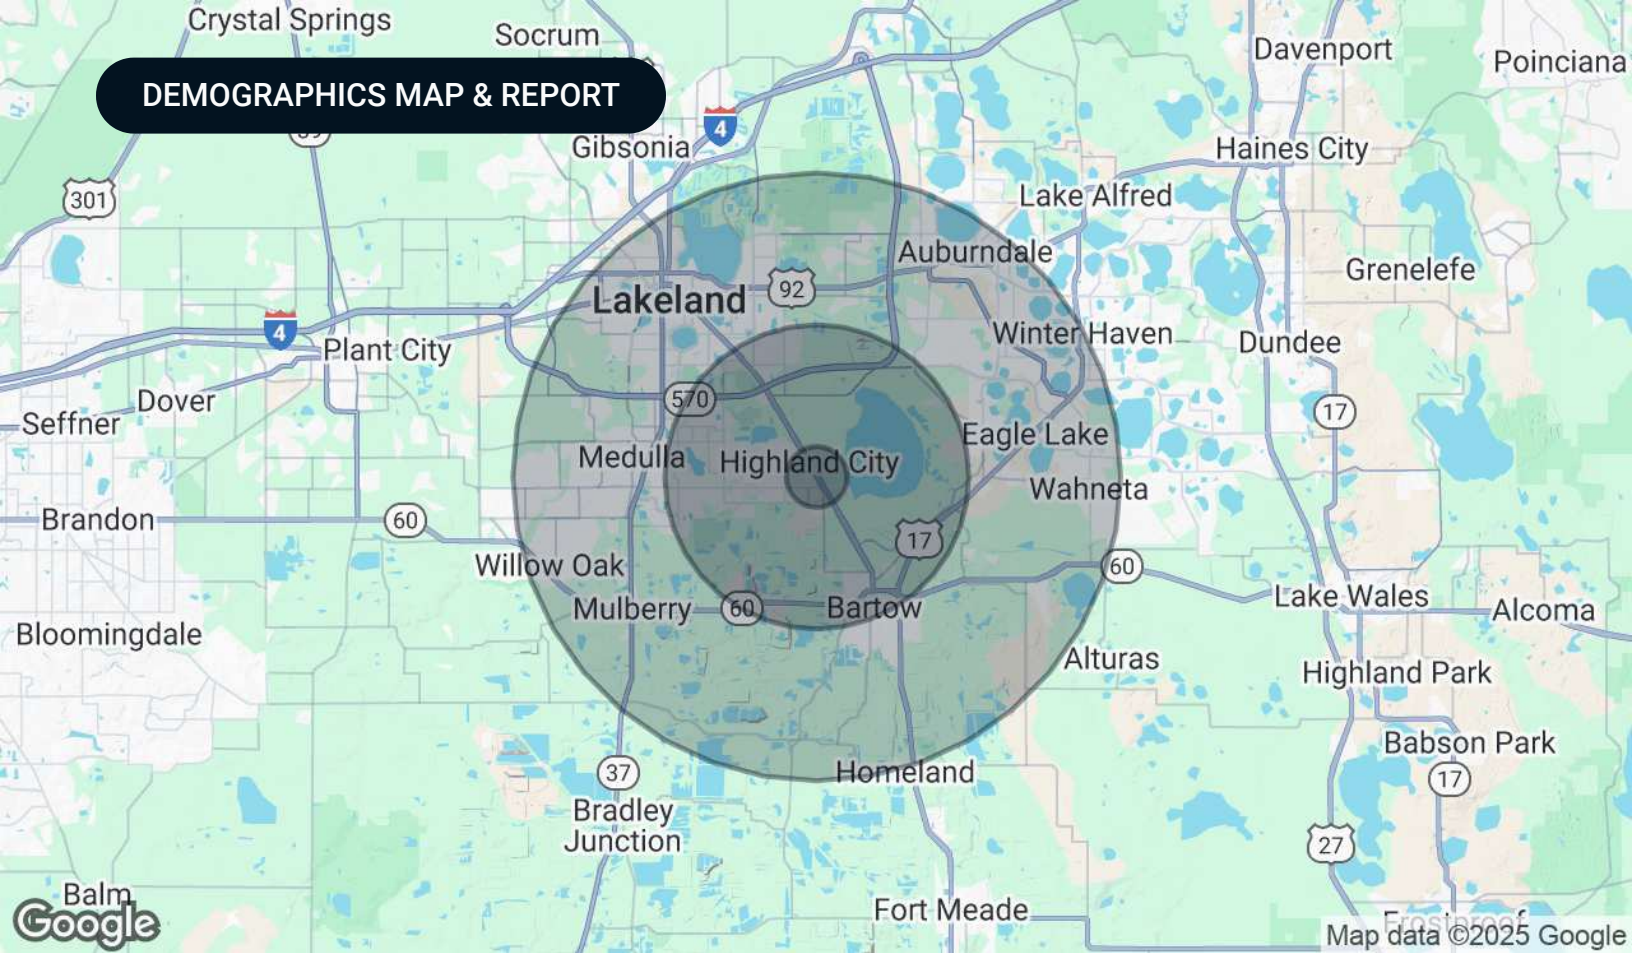 Crystal Springs
Socrum
Davenport
Poinciana
DEMOGRAPHICS MAP & REPORT
4
Gibsonia
Haines City
301
Lake Alfred
Auburndale
Grenelefe
92
Lakeland
4
Winter Haven
Dundee
Plant City
570
Dover
17
Seffner
Eagle Lake
Medulla
Highland City
Wahneta
Brandon
60
17
Willow Oak
60
Lake Wales
Mulberry
60
Bartow
Alcoma
Bloomingdale
Alturas
Highland Park
Babson Park
37
Homeland
17
Bradley
Junction
27
Balm
Fort Meade
Google
Frostproof
Map data ©2025 Google